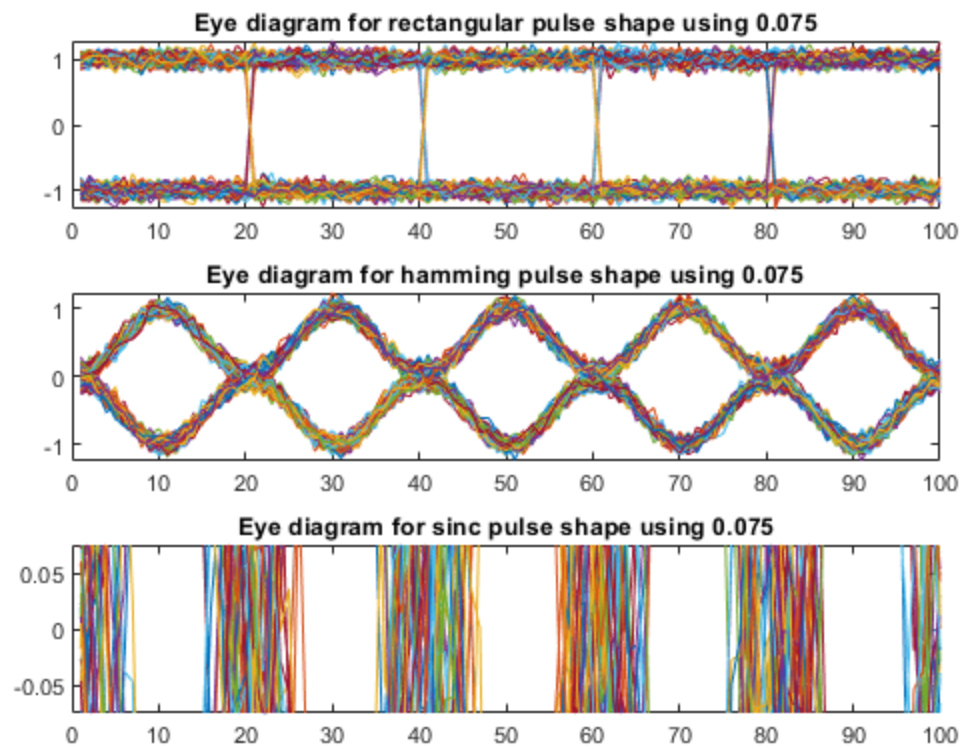 Eye diagram for rectangular pulse shape using 0.075
1
0
-1
0 10 20 30 40 50 60 70 80 90 100
Eye diagram for hamming pulse shape using 0.075
1
0
-1
0 10 20 30 40 50 60 70 80 90 100
Eye diagram for sinc pulse shape using 0.075
0.05
0
-0.05
0 10 20 30 40 50 60 70 80 90 100